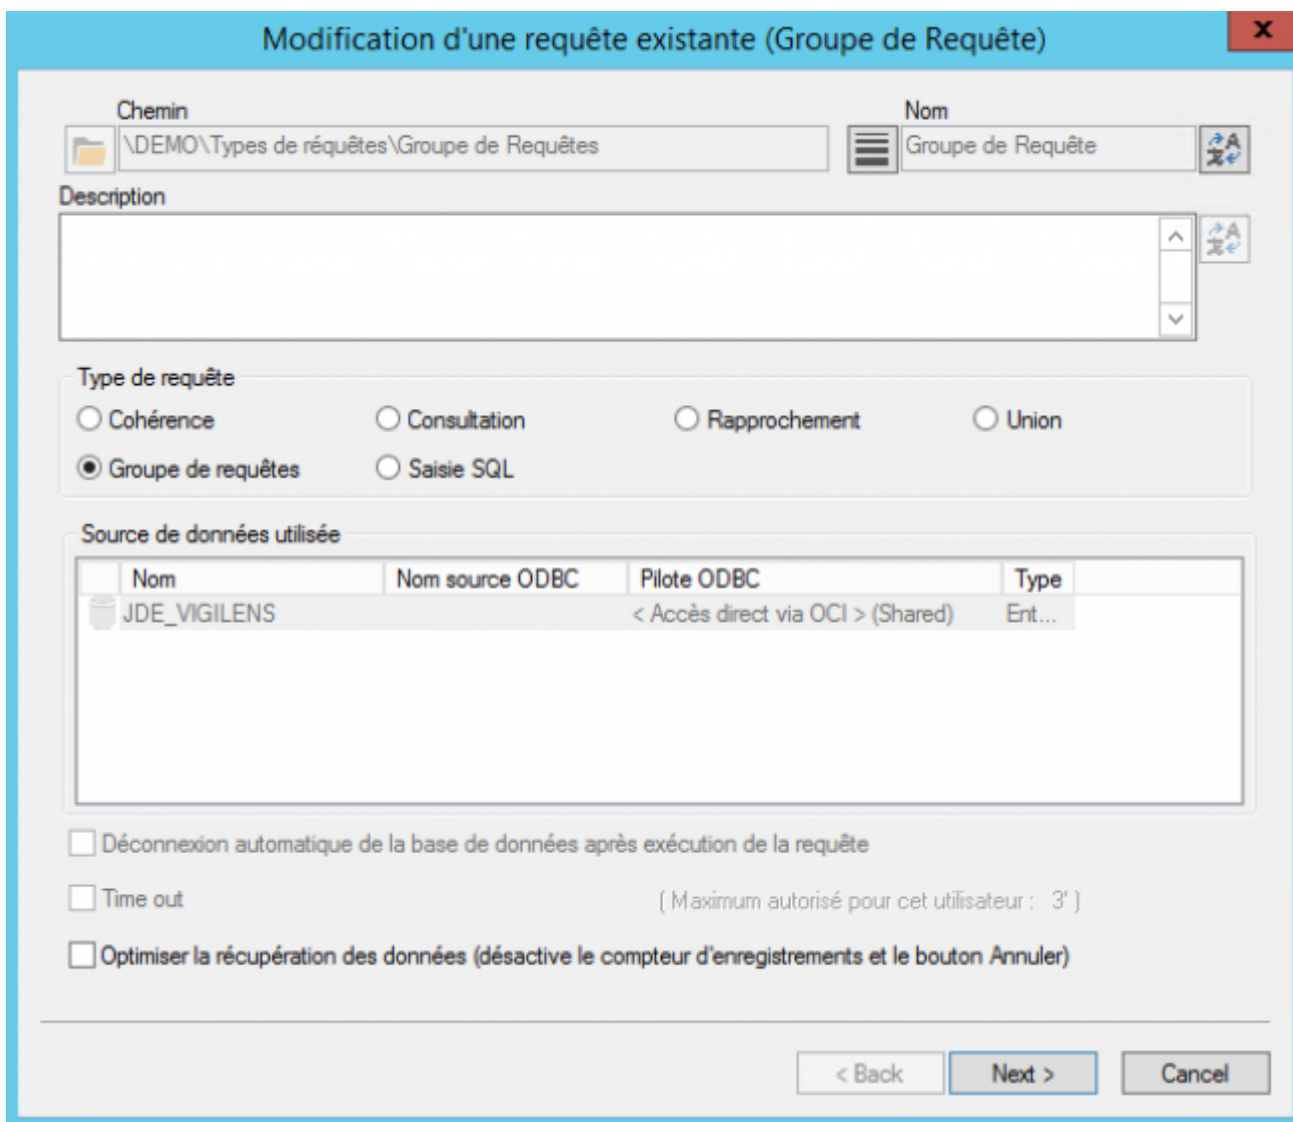 Modification d'une requête existante (Groupe de Requête)
x
Chemin Nom
\DEMO\Types de réquêtes\Groupe de Requêtes Groupe de Requête
Description
Type de requête
Cohérence Consultation Rapprochement Union
Groupe de requêtes Saisie SQL
Source de données utilisée
Nom Nom source ODBC Pilote ODBC Type
JDE_VIGILENS < Accès direct via OCI > (Shared) Ent...
Déconnexion automatique de la base de données après exécution de la requête
Time out ( Maximum autorisé pour cet utilisateur : 3' )
Optimiser la récupération des données (désactive le compteur d'enregistrements et le bouton Annuler)
< Back Next > Cancel